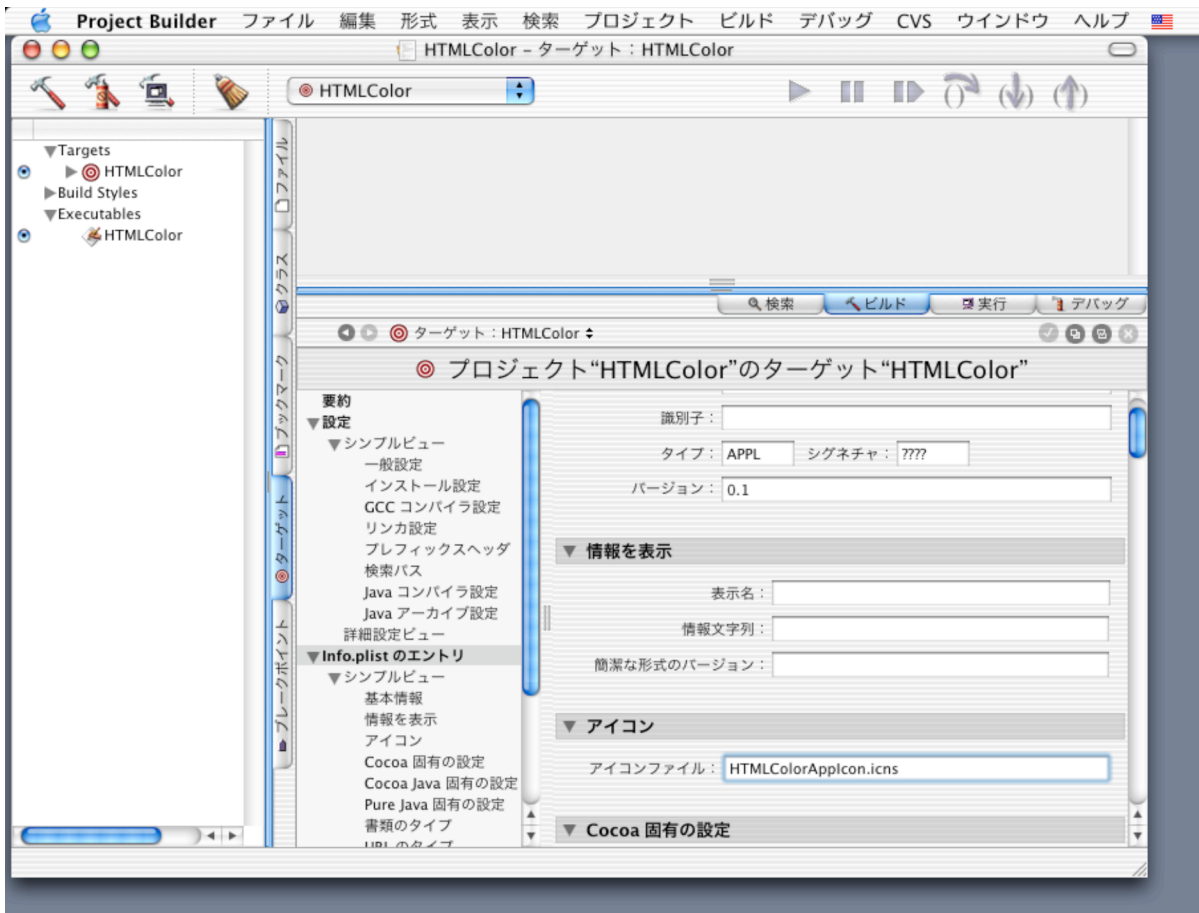 Project Builder ファイル 編集 形式 表示 検索 プロジェクト ビルド デバッグ CVS ウインドウ ヘルプ
HTMLColor – ターゲット：HTMLColor
HTMLColor
Targets
HTMLColor
Build Styles
Executables
HTMLColor
ファイル
クラス
ブックマーク
ターゲット
ブレークポイント
検索 ビルド 実行 デバッグ
ターゲット：HTMLColor
プロジェクト“HTMLColor”のターゲット“HTMLColor”
要約
設定
シンプルビュー
一般設定
インストール設定
GCC コンパイラ設定
リンカ設定
プレフィックスヘッダ
検索パス
Java コンパイラ設定
Java アーカイブ設定
詳細設定ビュー
Info.plist のエントリ
シンプルビュー
基本情報
情報を表示
アイコン
Cocoa 固有の設定
Cocoa Java 固有の設定
Pure Java 固有の設定
書類のタイプ
URL のタイプ
識別子：
タイプ： APPL シグネチャ： ????
バージョン： 0.1
情報を表示
表示名：
情報文字列：
簡潔な形式のバージョン：
アイコン
アイコンファイル： HTMLColorAppIcon.icns
Cocoa 固有の設定